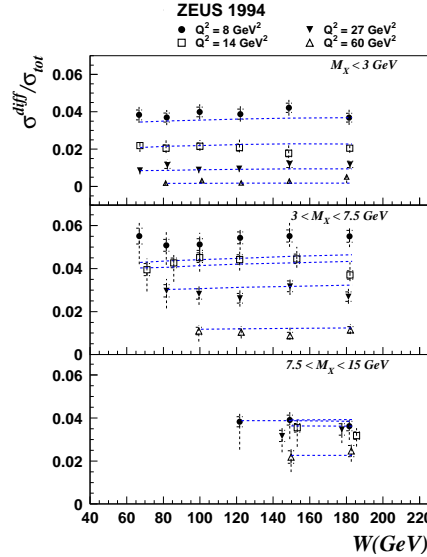 ZEUS 1994
Q² = 8 GeV² Q² = 27 GeV²
Q² = 14 GeV² Q² = 60 GeV²
σ^diff/σ_tot
M_X < 3 GeV
0.06
0.04
0.02
0
3 < M_X < 7.5 GeV
0.06
0.04
0.02
0
7.5 < M_X < 15 GeV
0.06
0.04
0.02
0
40 60 80 100 120 140 160 180 200 220
W(GeV)